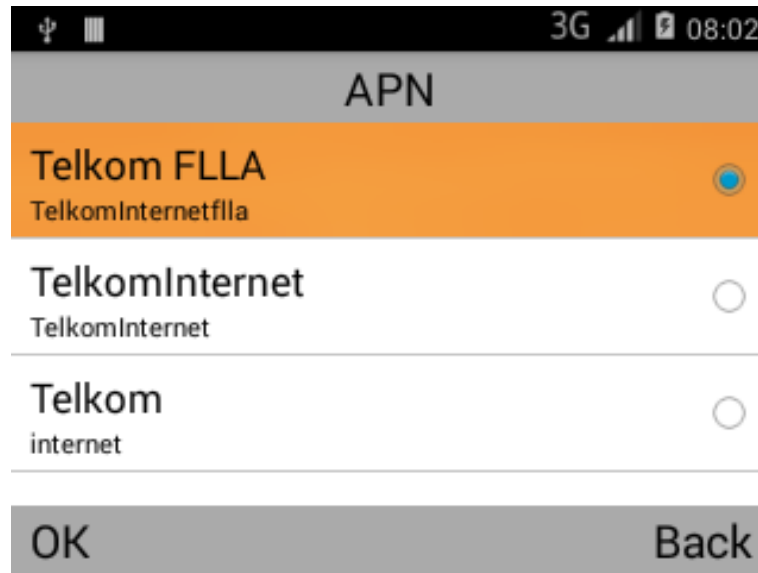 3G 08:02
APN
Telkom FLLA
TelkomInternetflla
TelkomInternet
TelkomInternet
Telkom
internet
OK Back